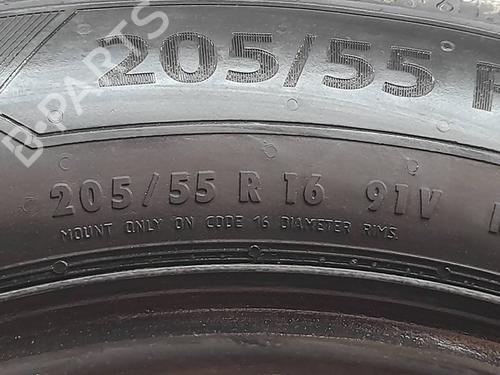 B-PARTS
205/55 R
205/55 R 16 91V
MOUNT ONLY ON CODE 16 DIAMETER RIMS.